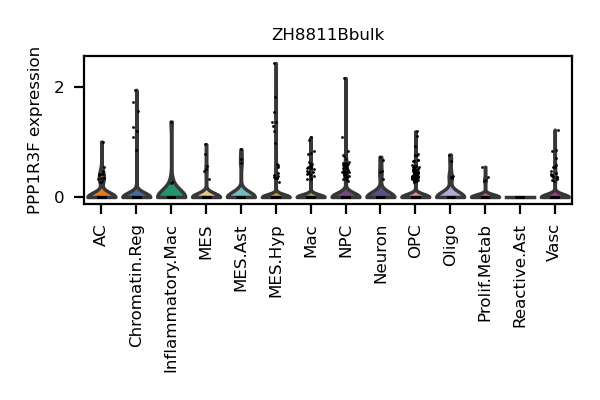 ZH8811Bbulk
PPP1R3F expression
2
0
AC
Chromatin.Reg
Inflammatory.Mac
MES
MES.Ast
MES.Hyp
Mac
NPC
Neuron
OPC
Oligo
Prolif.Metab
Reactive.Ast
Vasc